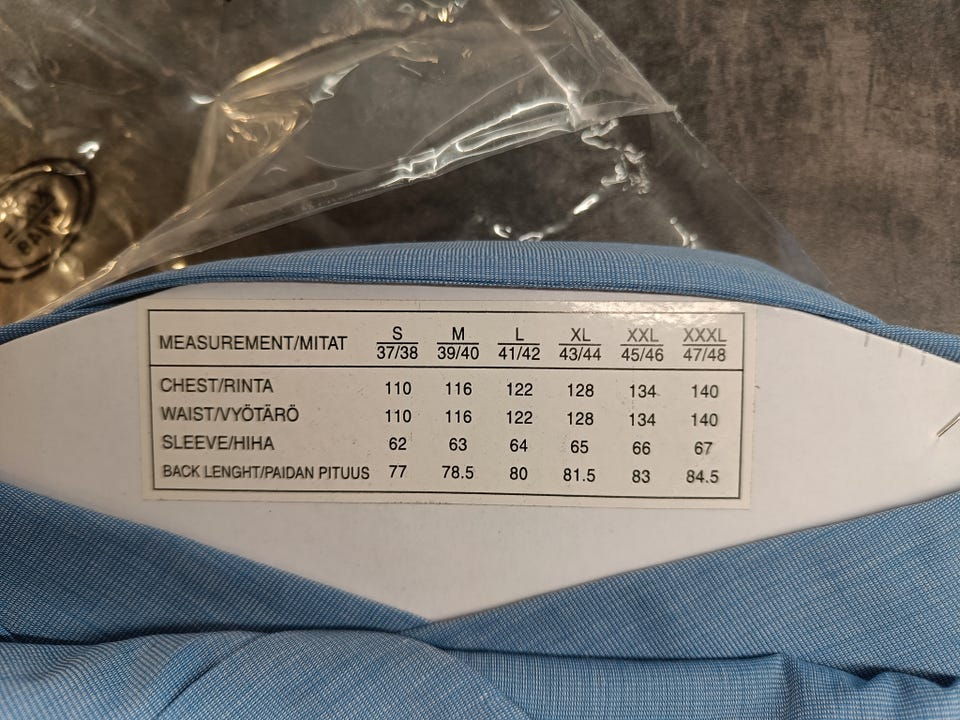 MEASUREMENT/MITAT S M L XL XXL XXXL
37/38 39/40 41/42 43/44 45/46 47/48
CHEST/RINTA 110 116 122 128 134 140
WAIST/VYÖTÄRÖ 110 116 122 128 134 140
SLEEVE/HIHA 62 63 64 65 66 67
BACK LENGHT/PAIDAN PITUUS 77 78.5 80 81.5 83 84.5